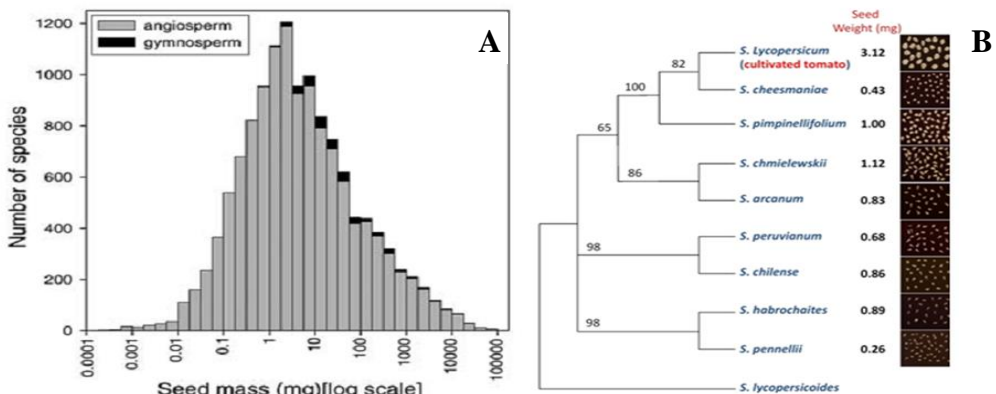 1200
1000
800
600
400
200
0
Number of species
angiosperm
gymnosperm
A
0.0001
0.001
0.01
0.1
1
10
100
1000
10000
100000
Seed mass (mg)[log scale]
B
Seed
Weight (mg)
S. Lycopersicum 3.12
(cultivated tomato)
82
S. cheesmaniae 0.43
100
S. pimpinellifolium 1.00
65
S. chmielewskii 1.12
86
S. arcanum 0.83
S. peruvianum 0.68
98
S. chilense 0.86
S. habrochaites 0.89
98
S. pennellii 0.26
S. lycopersicoides